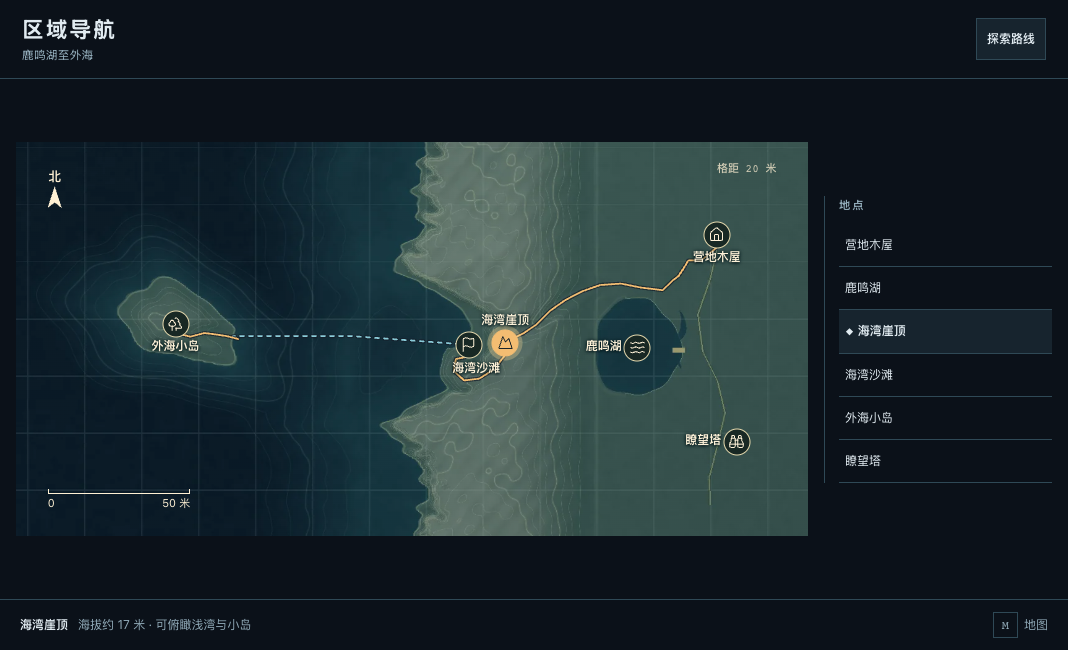 区域导航
鹿鸣湖至外海
探索路线
北
格距 20 米
营地木屋
海湾崖顶
外海小岛
海湾沙滩
鹿鸣湖
瞭望塔
0 50 米
地点
营地木屋
鹿鸣湖
海湾崖顶
海湾沙滩
外海小岛
瞭望塔
海湾崖顶 海拔约 17 米 · 可俯瞰浅湾与小岛
M 地图